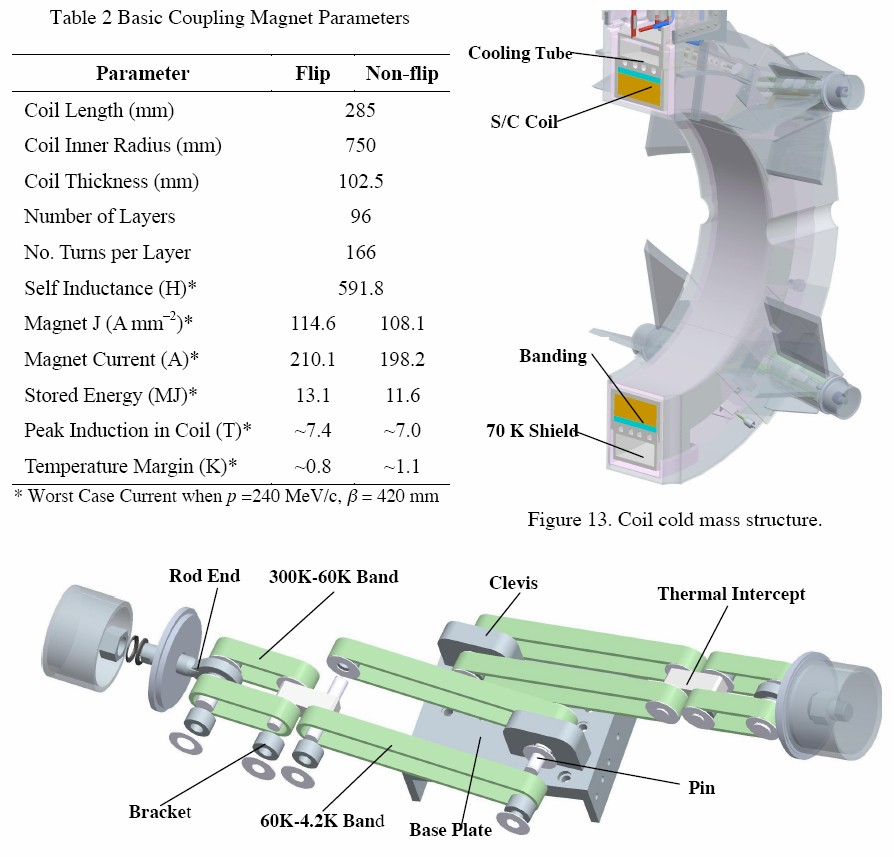 Table 2 Basic Coupling Magnet Parameters
Parameter Flip Non-flip
Coil Length (mm) 285
Coil Inner Radius (mm) 750
Coil Thickness (mm) 102.5
Number of Layers 96
No. Turns per Layer 166
Self Inductance (H)* 591.8
Magnet J (A mm⁻²)* 114.6 108.1
Magnet Current (A)* 210.1 198.2
Stored Energy (MJ)* 13.1 11.6
Peak Induction in Coil (T)* ~7.4 ~7.0
Temperature Margin (K)* ~0.8 ~1.1
* Worst Case Current when p =240 MeV/c, β = 420 mm
Cooling Tube
S/C Coil
Banding
70 K Shield
Figure 13. Coil cold mass structure.
Rod End
300K-60K Band
Clevis
Thermal Intercept
Bracket
60K-4.2K Band
Base Plate
Pin